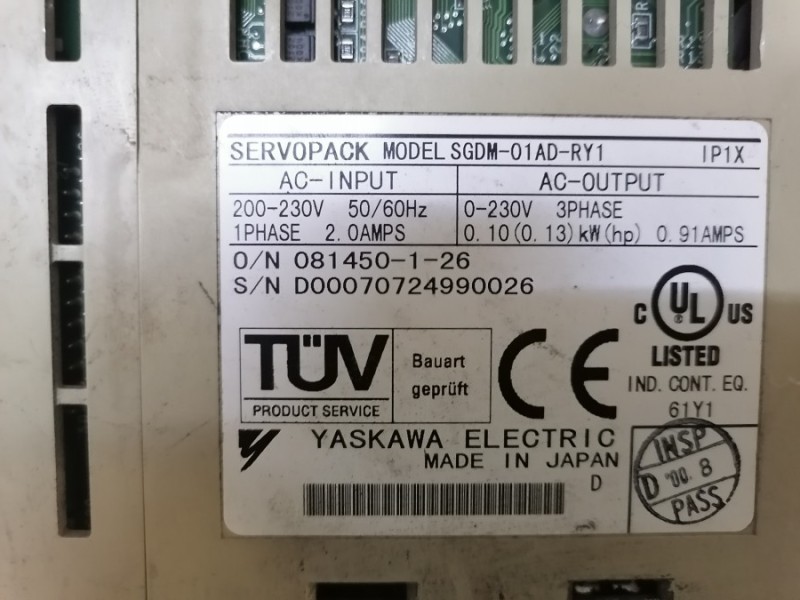 SERVOPACK MODEL SGDM-01AD-RY1 IP1X
AC-INPUT AC-OUTPUT
200-230V 50/60Hz 0-230V 3PHASE
1PHASE 2.0AMPS 0.10(0.13)kW(hp) 0.91AMPS
O/N 081450-1-26
S/N D00070724990026
C UL US
®
LISTED
IND. CONT. EQ.
61Y1
TÜV
PRODUCT SERVICE
Bauart
geprüft
CE
YASKAWA ELECTRIC
MADE IN JAPAN
D
INSP
D '00. 8
PASS